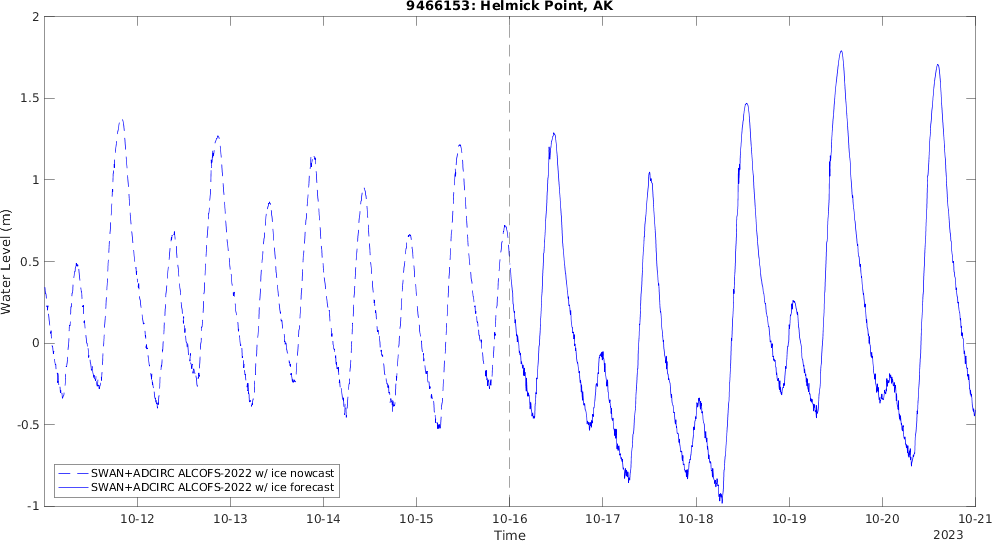 9466153: Helmick Point, AK
2
1.5
1
0.5
0
-0.5
-1
Water Level (m)
SWAN+ADCIRC ALCOFS-2022 w/ ice nowcast
SWAN+ADCIRC ALCOFS-2022 w/ ice forecast
10-12 10-13 10-14 10-15 10-16 10-17 10-18 10-19 10-20 10-21
Time
2023